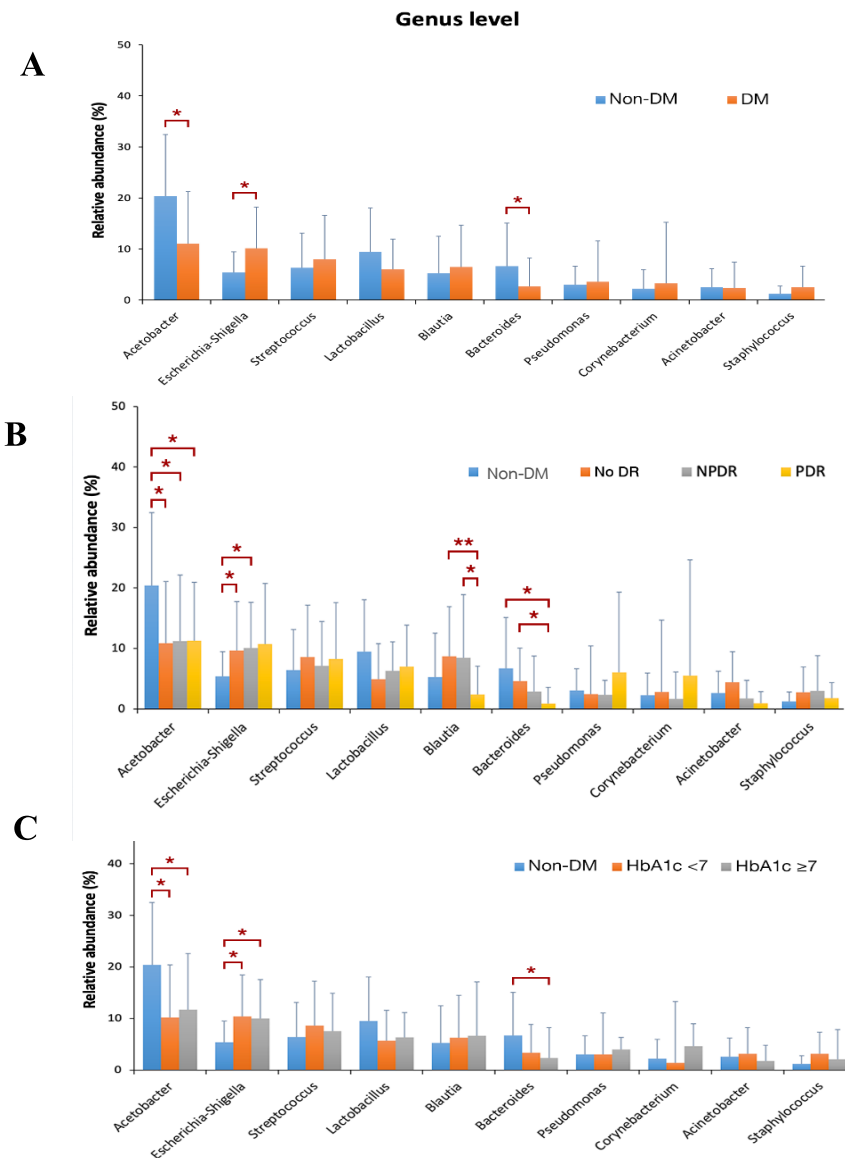 Genus level
A
50
40
30
20
10
0
Relative abundance (%)
Non-DM DM
*
*
*
Acetobacter
Escherichia-Shigella
Streptococcus
Lactobacillus
Blautia
Bacteroides
Pseudomonas
Corynebacterium
Acinetobacter
Staphylococcus
B
50
40
30
20
10
0
Relative abundance (%)
Non-DM No DR NPDR PDR
*
*
*
*
*
**
*
*
*
Acetobacter
Escherichia-Shigella
Streptococcus
Lactobacillus
Blautia
Bacteroides
Pseudomonas
Corynebacterium
Acinetobacter
Staphylococcus
C
40
30
20
10
0
Relative abundance (%)
Non-DM HbA1c <7 HbA1c ≥7
*
*
*
*
*
Acetobacter
Escherichia-Shigella
Streptococcus
Lactobacillus
Blautia
Bacteroides
Pseudomonas
Corynebacterium
Acinetobacter
Staphylococcus